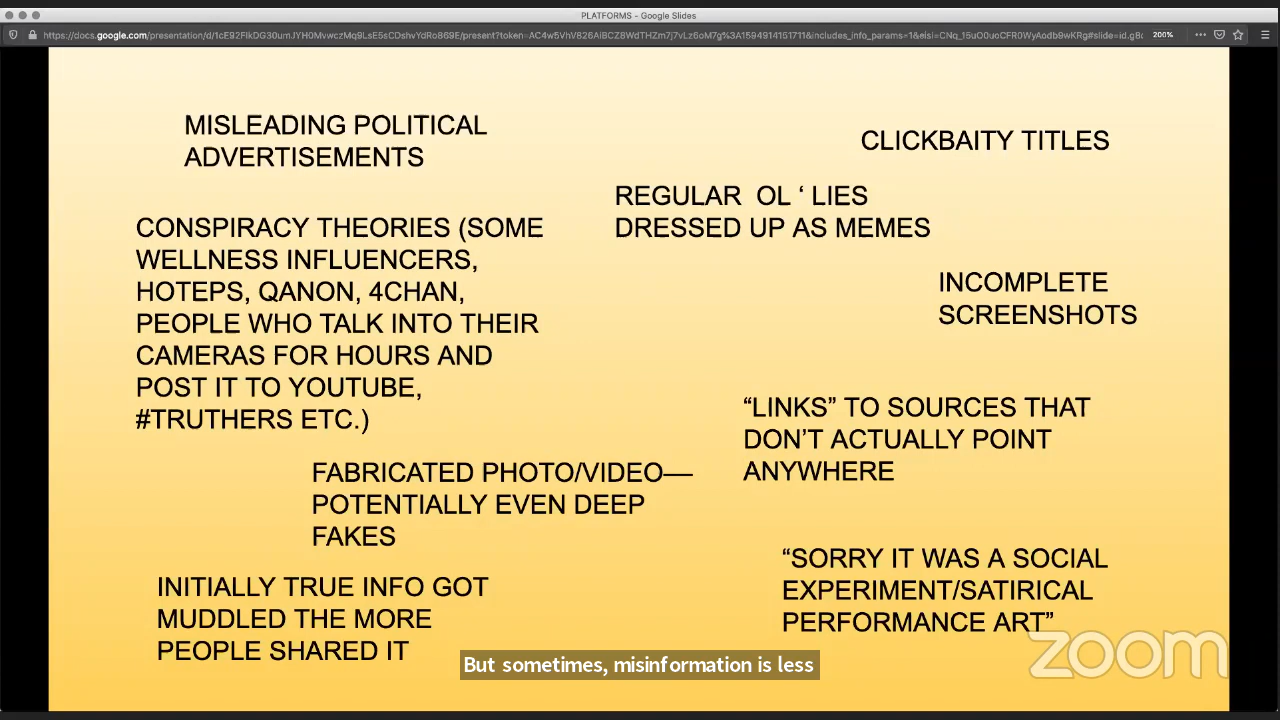 PLATFORMS - Google Slides
200%
MISLEADING POLITICAL
ADVERTISEMENTS
CLICKBAITY TITLES
REGULAR OL ‘ LIES
DRESSED UP AS MEMES
CONSPIRACY THEORIES (SOME
WELLNESS INFLUENCERS,
HOTEPS, QANON, 4CHAN,
PEOPLE WHO TALK INTO THEIR
CAMERAS FOR HOURS AND
POST IT TO YOUTUBE,
#TRUTHERS ETC.)
INCOMPLETE
SCREENSHOTS
“LINKS” TO SOURCES THAT
DON’T ACTUALLY POINT
ANYWHERE
FABRICATED PHOTO/VIDEO—
POTENTIALLY EVEN DEEP
FAKES
“SORRY IT WAS A SOCIAL
EXPERIMENT/SATIRICAL
PERFORMANCE ART”
INITIALLY TRUE INFO GOT
MUDDLED THE MORE
PEOPLE SHARED IT
zoom
But sometimes, misinformation is less